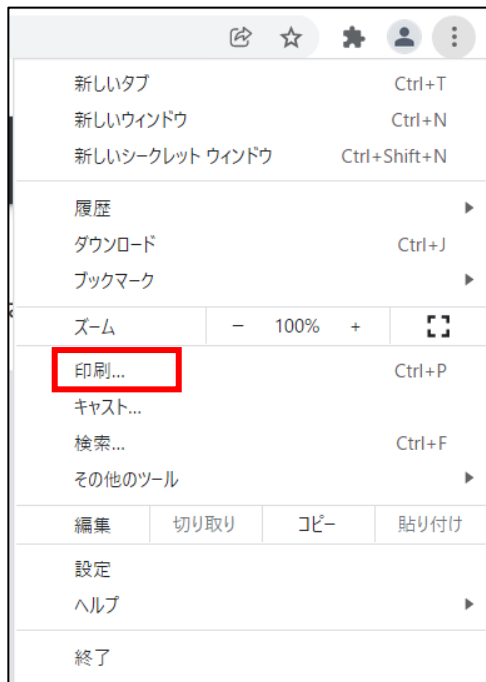 新しいタブ Ctrl+T
新しいウィンドウ Ctrl+N
新しいシークレット ウィンドウ Ctrl+Shift+N
履歴
ダウンロード Ctrl+J
ブックマーク
ズーム − 100% +
印刷... Ctrl+P
キャスト...
検索... Ctrl+F
その他のツール
編集 切り取り コピー 貼り付け
設定
ヘルプ
終了